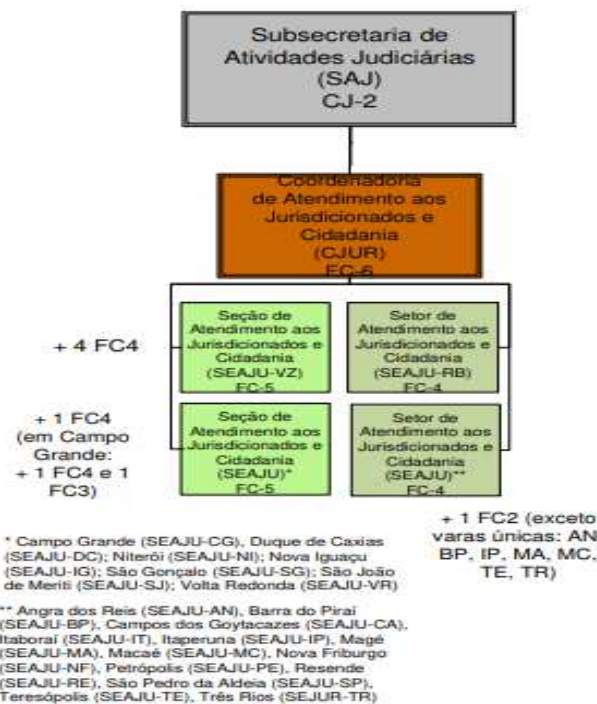 Subsecretaria de
Atividades Judiciárias
(SAJ)
CJ-2
Coordenadoria
de Atendimento aos
Jurisdicionados e
Cidadania
(CJUR)
FC-6
+ 4 FC4
Seção de
Atendimento aos
Jurisdicionados e
Cidadania
(SEAJU-VZ)
FC-5
Setor de
Atendimento aos
Jurisdicionados e
Cidadania
(SEAJU-RB)
FC-4
+ 1 FC4
(em Campo
Grande:
+ 1 FC4 e 1
FC3)
Seção de
Atendimento aos
Jurisdicionados e
Cidadania
(SEAJU)*
FC-5
Setor de
Atendimento aos
Jurisdicionados e
Cidadania
(SEAJU)**
FC-4
+ 1 FC2 (exceto
varas únicas: AN,
BP, IP, MA, MC,
TE, TR)
* Campo Grande (SEAJU-CG), Duque de Caxias
(SEAJU-DC); Niterói (SEAJU-NI); Nova Iguaçu
(SEAJU-IG); São Gonçalo (SEAJU-SG); São João
de Meriti (SEAJU-SJ); Volta Redonda (SEAJU-VR)
** Angra dos Reis (SEAJU-AN), Barra do Piraí
(SEAJU-BP), Campos dos Goytacazes (SEAJU-CA),
Itaboraí (SEAJU-IT), Itaperuna (SEAJU-IP), Magé
(SEAJU-MA), Macaé (SEAJU-MC), Nova Friburgo
(SEAJU-NF), Petrópolis (SEAJU-PE), Resende
(SEAJU-RE), São Pedro da Aldeia (SEAJU-SP),
Teresópolis (SEAJU-TE), Três Rios (SEJUR-TR)